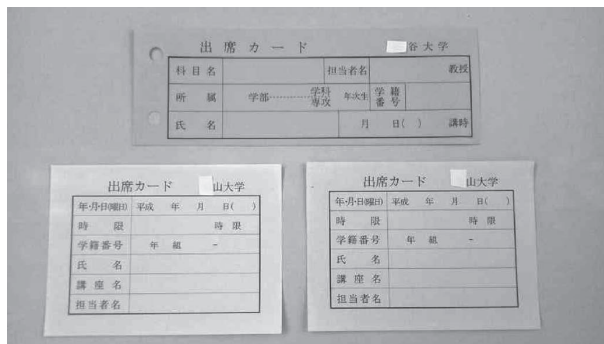 出席カード 谷大学
科目名 担当者名 教授
所属 学部 学科専攻 年次生 学籍番号
氏名 月 日( ) 講時
出席カード 山大学
年・月・日(曜日) 平成 年 月 日( )
時限 時限
学籍番号 年 組 -
氏名
講座名
担当者名
出席カード 山大学
年・月・日(曜日) 平成 年 月 日( )
時限 時限
学籍番号 年 組 -
氏名
講座名
担当者名